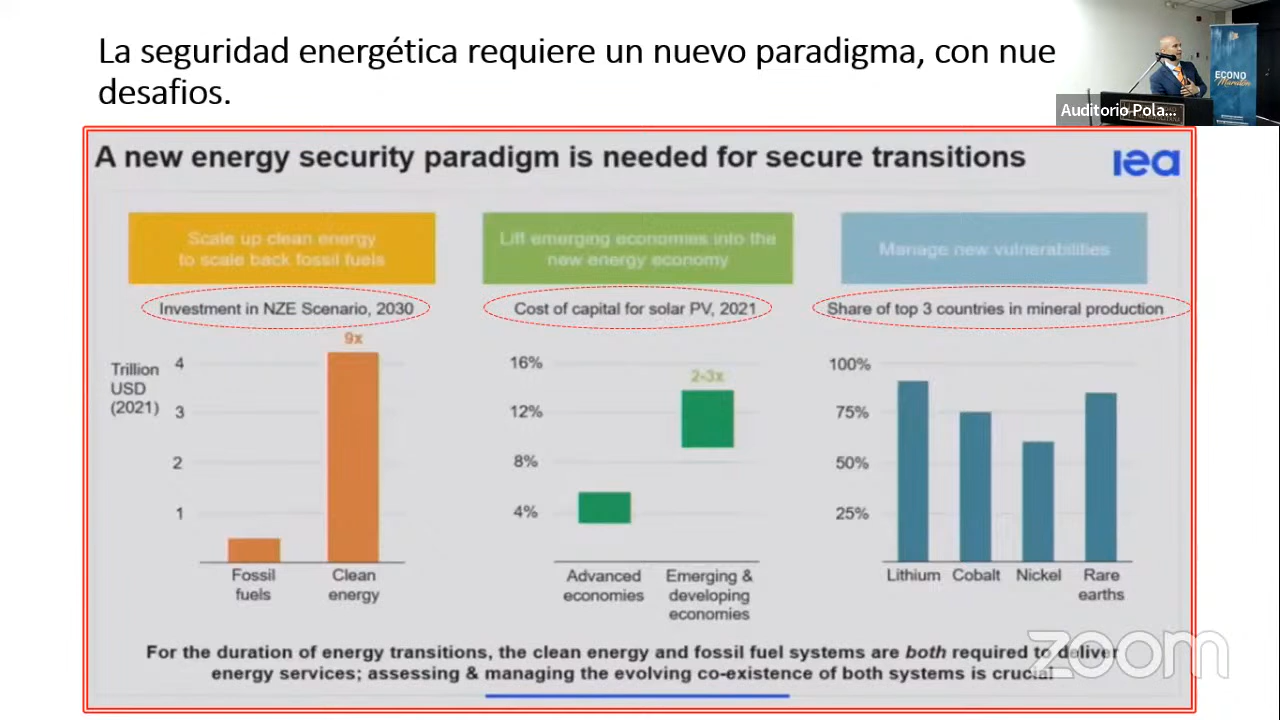 La seguridad energética requiere un nuevo paradigma, con nue
desafios.
Auditorio Pola...
ECONO
Maratón
A new energy security paradigm is needed for secure transitions
iea
Scale up clean energy
to scale back fossil fuels
Lift emerging economies into the
new energy economy
Manage new vulnerabilities
Investment in NZE Scenario, 2030
Cost of capital for solar PV, 2021
Share of top 3 countries in mineral production
Trillion
USD
(2021)
4
3
2
1
9x
Fossil
fuels
Clean
energy
16%
12%
8%
4%
2-3x
Advanced
economies
Emerging &
developing
economies
100%
75%
50%
25%
Lithium
Cobalt
Nickel
Rare
earths
For the duration of energy transitions, the clean energy and fossil fuel systems are both required to deliver
energy services; assessing & managing the evolving co-existence of both systems is crucial
zoom